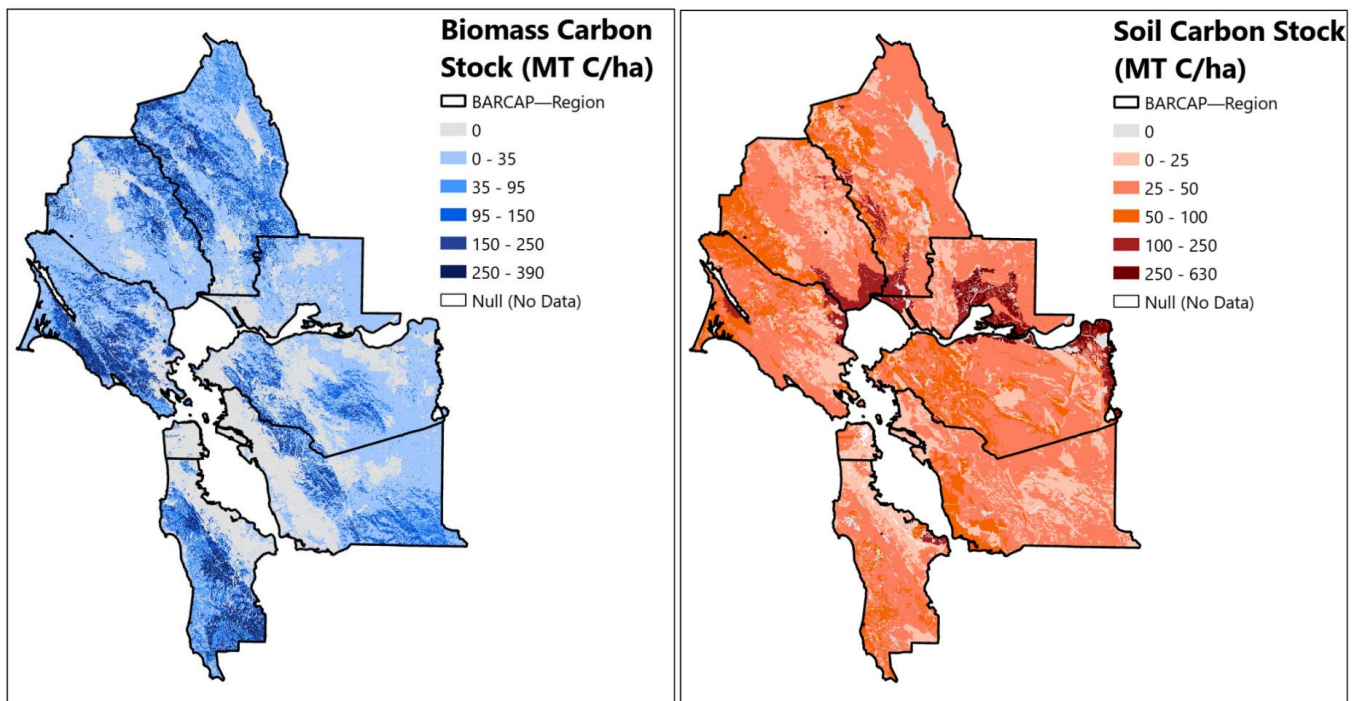 Biomass Carbon
Stock (MT C/ha)
BARCAP—Region
0
0 - 35
35 - 95
95 - 150
150 - 250
250 - 390
Null (No Data)
Soil Carbon Stock
(MT C/ha)
BARCAP—Region
0
0 - 25
25 - 50
50 - 100
100 - 250
250 - 630
Null (No Data)